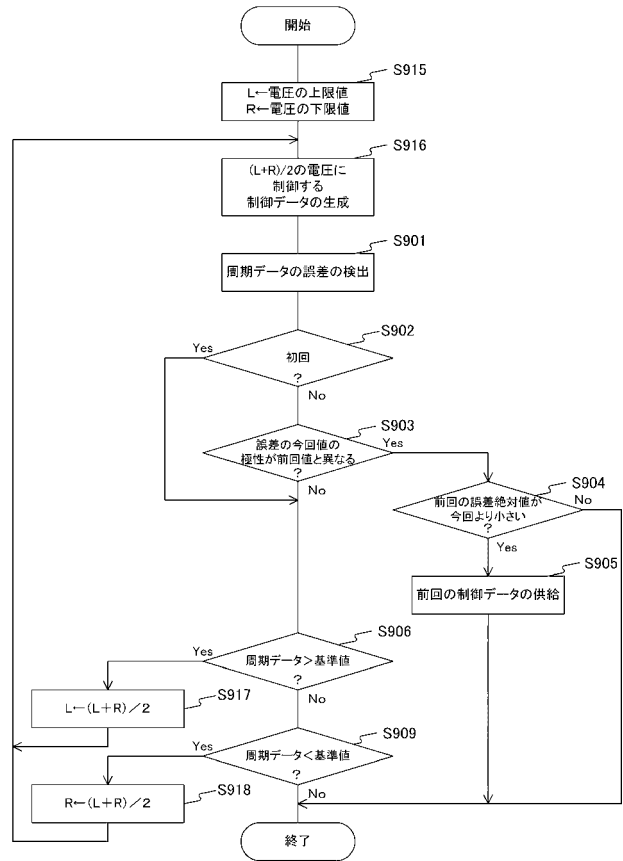 開始
S915
L←電圧の上限値
R←電圧の下限値
S916
(L+R)/2の電圧に
制御する
制御データの生成
S901
周期データの誤差の検出
S902
Yes
初回
?
No
S903
誤差の今回値の
極性が前回値と異なる
?
Yes
No
S904
前回の誤差絶対値が
今回より小さい
?
No
Yes
S905
前回の制御データの供給
S906
Yes
周期データ>基準値
?
No
S917
L←(L+R)/2
S909
Yes
周期データ<基準値
?
No
S918
R←(L+R)/2
終了